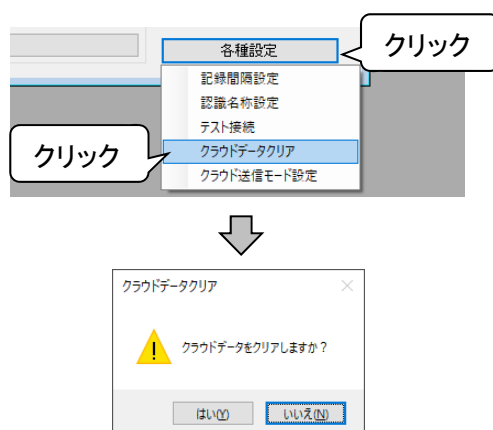 各種設定
クリック
記録間隔設定
認識名称設定
テスト接続
クリック
クラウドデータクリア
クラウド送信モード設定
クラウドデータクリア
クラウドデータをクリアしますか？
はい(Y)
いいえ(N)